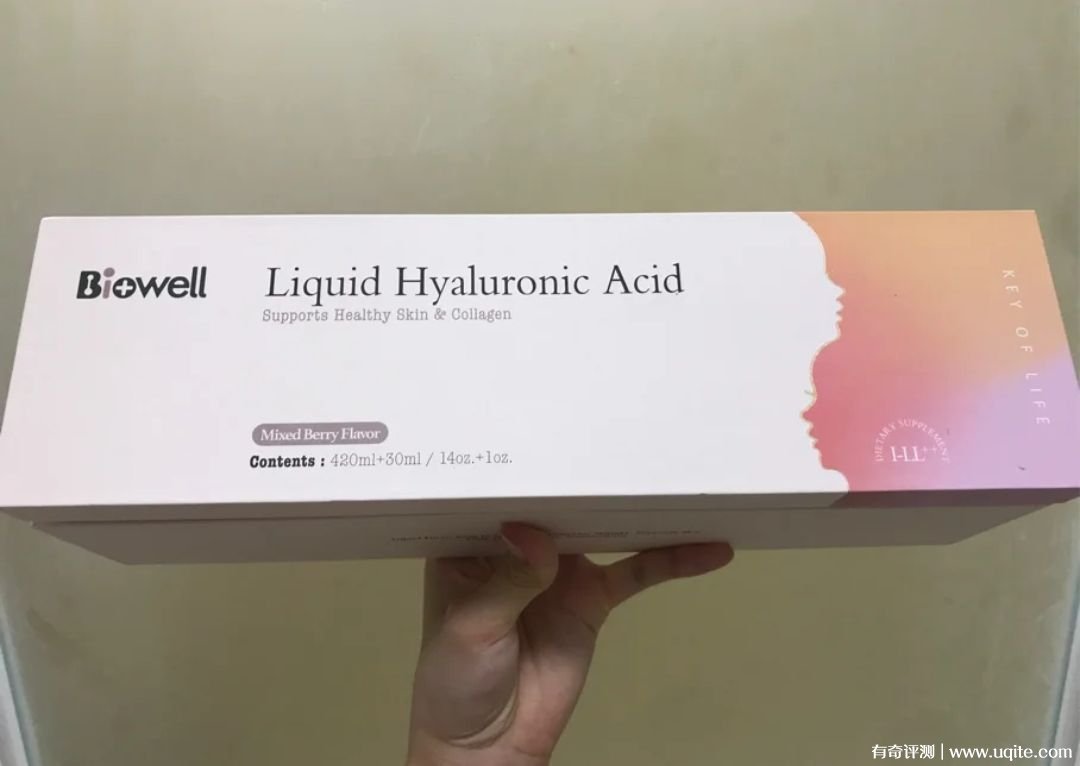 Biowell
Liquid Hyaluronic Acid
Supports Healthy Skin & Collagen
Mixed Berry Flavor
Contents : 420ml+30ml / 14oz.+1oz.
KEY OF LIFE
DIETARY SUPPLEMENT
有奇评测 | www.uqite.com